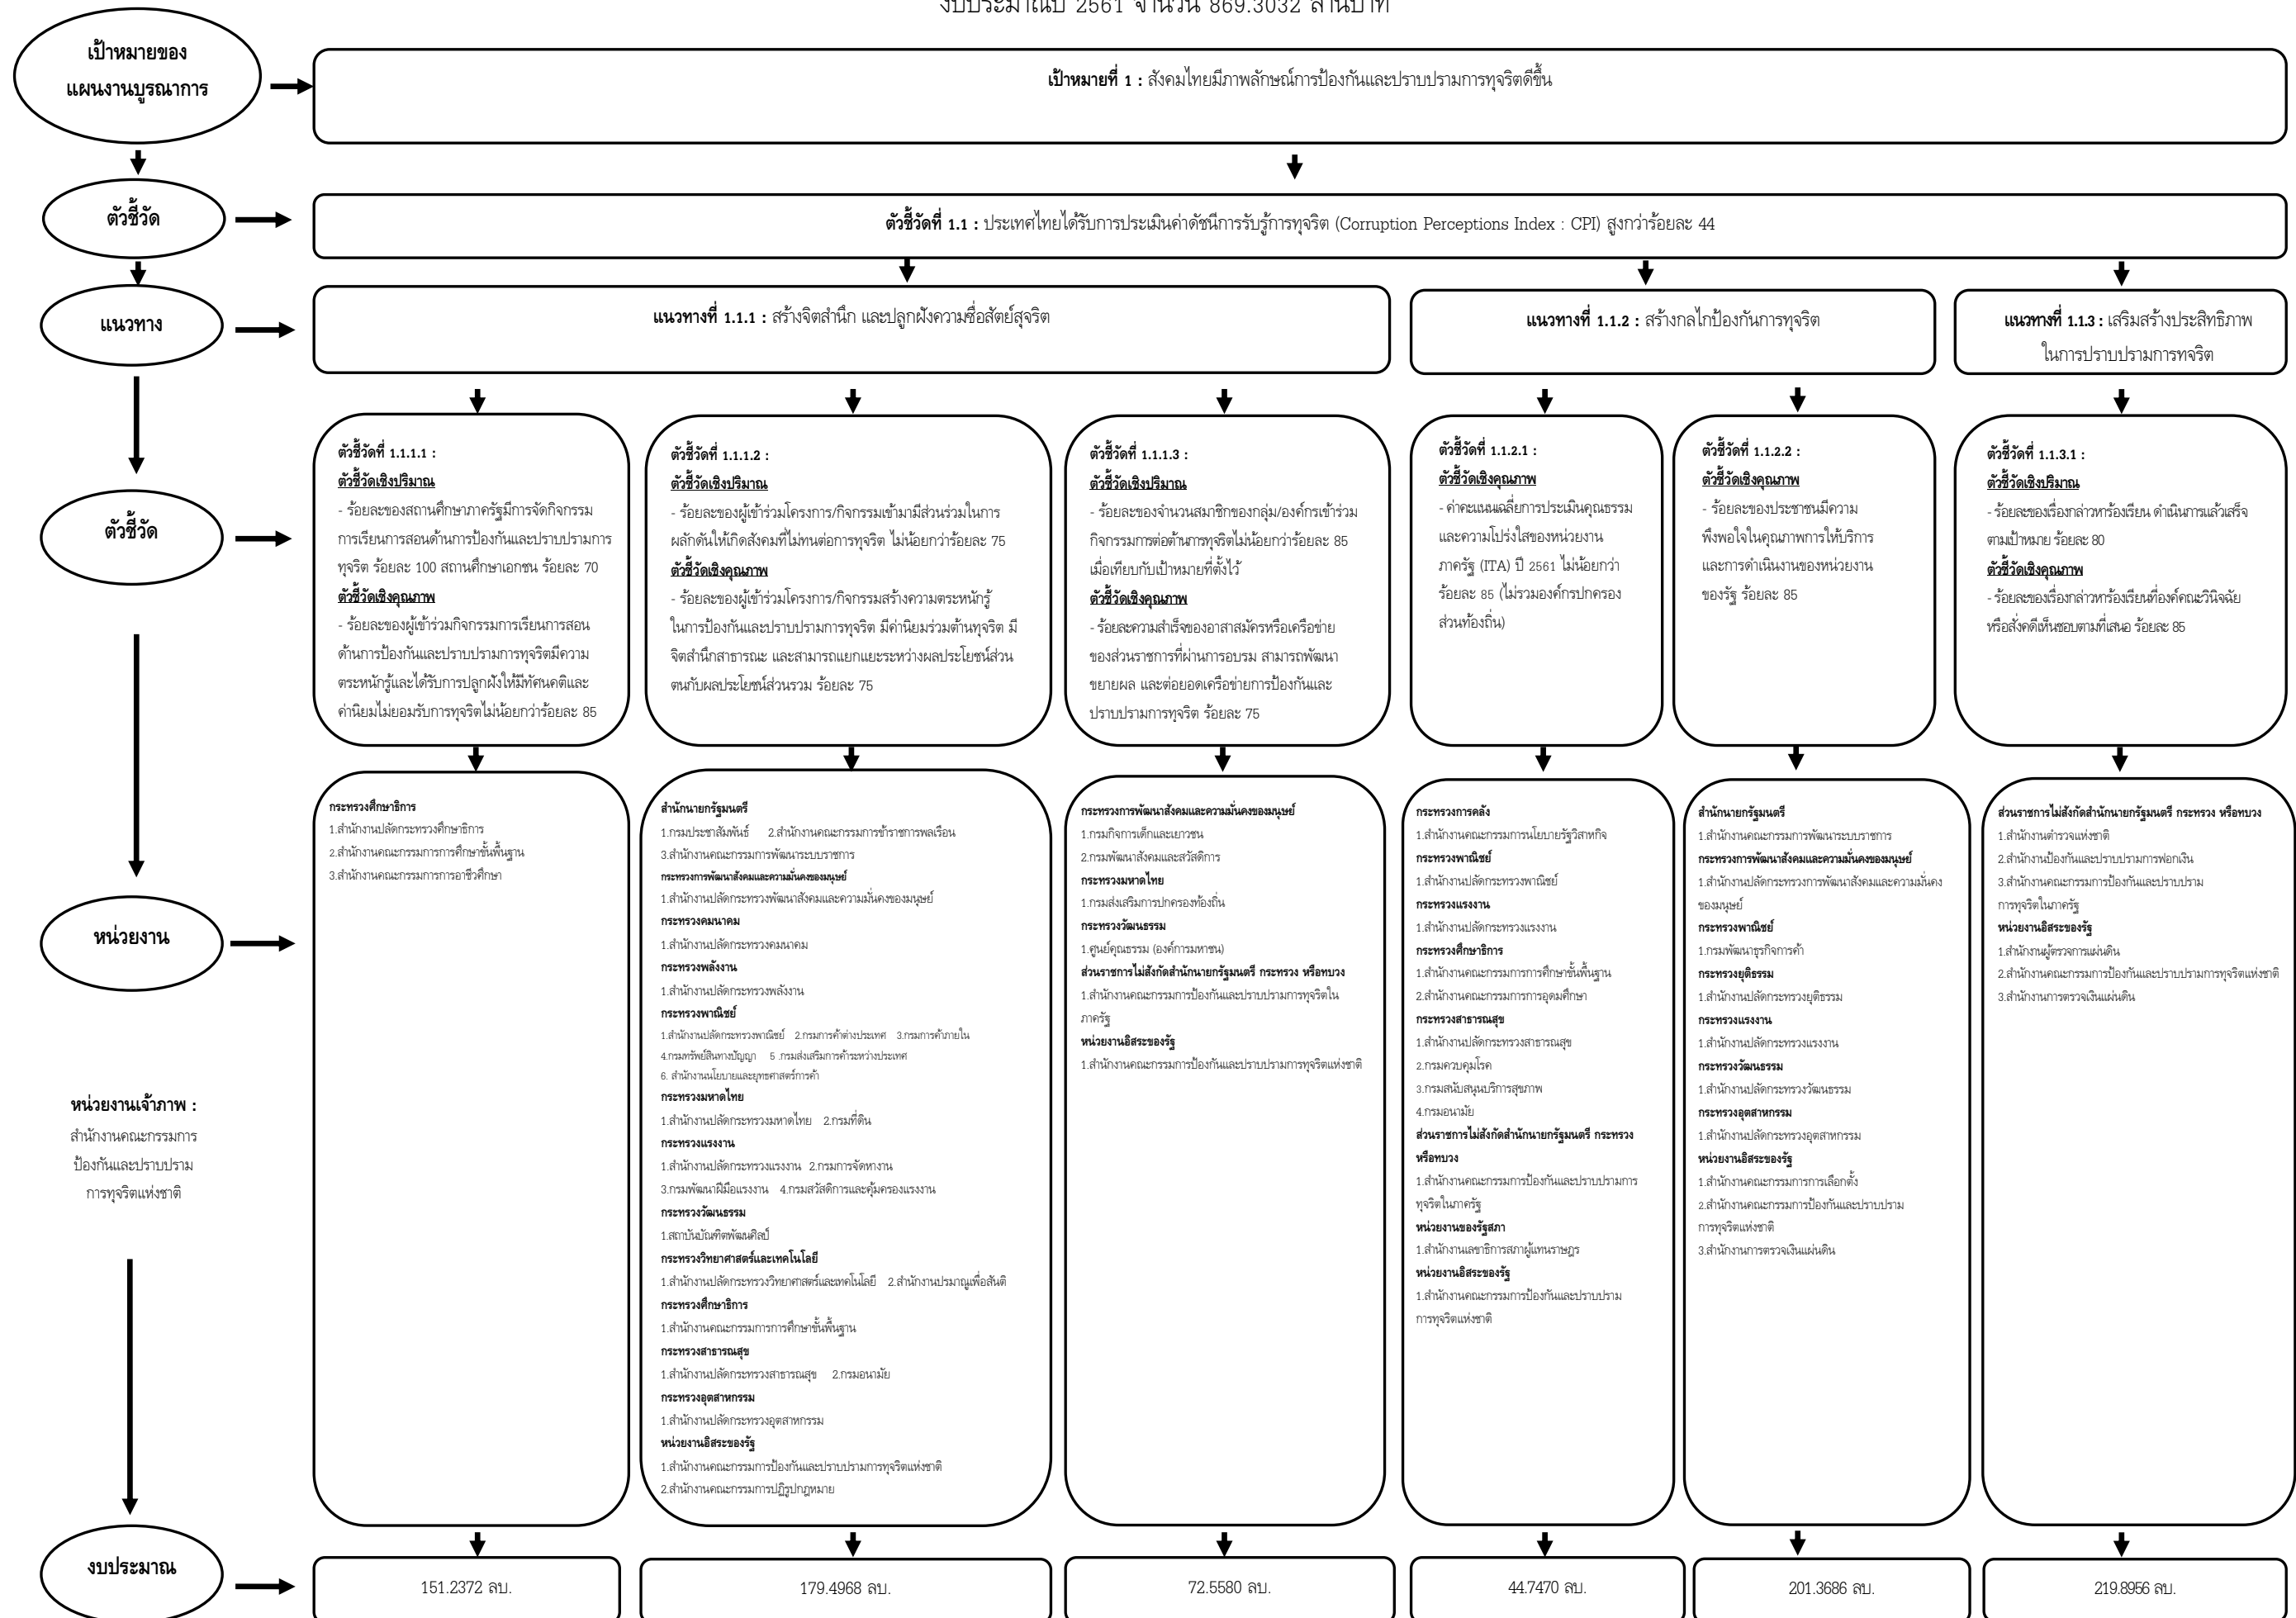 งบประมาณปี 2561 จำนวน 869.3032 ล้านบาท
เป้าหมายของ
แผนงานบูรณาการ
เป้าหมายที่ 1 : สังคมไทยมีภาพลักษณ์การป้องกันและปราบปรามการทุจริตดีขึ้น
ตัวชี้วัด
ตัวชี้วัดที่ 1.1 : ประเทศไทยได้รับการประเมินค่าดัชนีการรับรู้การทุจริต (Corruption Perceptions Index : CPI) สูงกว่าร้อยละ 44
แนวทาง
แนวทางที่ 1.1.1 : สร้างจิตสำนึก และปลูกฝังความซื่อสัตย์สุจริต
แนวทางที่ 1.1.2 : สร้างกลไกป้องกันการทุจริต
แนวทางที่ 1.1.3 : เสริมสร้างประสิทธิภาพ
ในการปราบปรามการทุจริต
ตัวชี้วัด
ตัวชี้วัดที่ 1.1.1.1 :
ตัวชี้วัดเชิงปริมาณ
- ร้อยละของสถานศึกษาภาครัฐมีการจัดกิจกรรม
การเรียนการสอนด้านการป้องกันและปราบปรามการ
ทุจริต ร้อยละ 100 สถานศึกษาเอกชน ร้อยละ 70
ตัวชี้วัดเชิงคุณภาพ
- ร้อยละของผู้เข้าร่วมกิจกรรมการเรียนการสอน
ด้านการป้องกันและปราบปรามการทุจริตมีความ
ตระหนักรู้และได้รับการปลูกฝังให้มีทัศนคติและ
ค่านิยมไม่ยอมรับการทุจริตไม่น้อยกว่าร้อยละ 85
ตัวชี้วัดที่ 1.1.1.2 :
ตัวชี้วัดเชิงปริมาณ
- ร้อยละของผู้เข้าร่วมโครงการ/กิจกรรมเข้ามามีส่วนร่วมในการ
ผลักดันให้เกิดสังคมที่ไม่ทนต่อการทุจริต ไม่น้อยกว่าร้อยละ 75
ตัวชี้วัดเชิงคุณภาพ
- ร้อยละของผู้เข้าร่วมโครงการ/กิจกรรมสร้างความตระหนักรู้
ในการป้องกันและปราบปรามการทุจริต มีค่านิยมร่วมต้านทุจริต มี
จิตสำนึกสาธารณะ และสามารถแยกแยะระหว่างผลประโยชน์ส่วน
ตนกับผลประโยชน์ส่วนรวม ร้อยละ 75
ตัวชี้วัดที่ 1.1.1.3 :
ตัวชี้วัดเชิงปริมาณ
- ร้อยละของจำนวนสมาชิกของกลุ่ม/องค์กรเข้าร่วม
กิจกรรมการต่อต้านการทุจริตไม่น้อยกว่าร้อยละ 85
เมื่อเทียบกับเป้าหมายที่ตั้งไว้
ตัวชี้วัดเชิงคุณภาพ
- ร้อยละความสำเร็จของอาสาสมัครหรือเครือข่าย
ของส่วนราชการที่ผ่านการอบรม สามารถพัฒนา
ขยายผล และต่อยอดเครือข่ายการป้องกันและ
ปราบปรามการทุจริต ร้อยละ 75
ตัวชี้วัดที่ 1.1.2.1 :
ตัวชี้วัดเชิงคุณภาพ
- ค่าคะแนนเฉลี่ยการประเมินคุณธรรม
และความโปร่งใสของหน่วยงาน
ภาครัฐ (ITA) ปี 2561 ไม่น้อยกว่า
ร้อยละ 85 (ไม่รวมองค์กรปกครอง
ส่วนท้องถิ่น)
ตัวชี้วัดที่ 1.1.2.2 :
ตัวชี้วัดเชิงคุณภาพ
- ร้อยละของประชาชนมีความ
พึงพอใจในคุณภาพการให้บริการ
และการดำเนินงานของหน่วยงาน
ของรัฐ ร้อยละ 85
ตัวชี้วัดที่ 1.1.3.1 :
ตัวชี้วัดเชิงปริมาณ
- ร้อยละของเรื่องกล่าวหาร้องเรียน ดำเนินการแล้วเสร็จ
ตามเป้าหมาย ร้อยละ 80
ตัวชี้วัดเชิงคุณภาพ
- ร้อยละของเรื่องกล่าวหาร้องเรียนที่องค์คณะวินิจฉัย
หรือสั่งคดีเห็นชอบตามที่เสนอ ร้อยละ 85
หน่วยงาน
หน่วยงานเจ้าภาพ :
สำนักงานคณะกรรมการ
ป้องกันและปราบปราม
การทุจริตแห่งชาติ
กระทรวงศึกษาธิการ
1.สำนักงานปลัดกระทรวงศึกษาธิการ
2.สำนักงานคณะกรรมการการศึกษาขั้นพื้นฐาน
3.สำนักงานคณะกรรมการการอาชีวศึกษา
สำนักนายกรัฐมนตรี
1.กรมประชาสัมพันธ์ 2.สำนักงานคณะกรรมการข้าราชการพลเรือน
3.สำนักงานคณะกรรมการพัฒนาระบบราชการ
กระทรวงการพัฒนาสังคมและความมั่นคงของมนุษย์
1.สำนักงานปลัดกระทรวงพัฒนาสังคมและความมั่นคงของมนุษย์
กระทรวงคมนาคม
1.สำนักงานปลัดกระทรวงคมนาคม
กระทรวงพลังงาน
1.สำนักงานปลัดกระทรวงพลังงาน
กระทรวงพาณิชย์
1.สำนักงานปลัดกระทรวงพาณิชย์ 2.กรมการค้าต่างประเทศ 3.กรมการค้าภายใน
4.กรมทรัพย์สินทางปัญญา 5 .กรมส่งเสริมการค้าระหว่างประเทศ
6. สำนักงานนโยบายและยุทธศาสตร์การค้า
กระทรวงมหาดไทย
1.สำนักงานปลัดกระทรวงมหาดไทย 2.กรมที่ดิน
กระทรวงแรงงาน
1.สำนักงานปลัดกระทรวงแรงงาน 2.กรมการจัดหางาน
3.กรมพัฒนาฝีมือแรงงาน 4.กรมสวัสดิการและคุ้มครองแรงงาน
กระทรวงวัฒนธรรม
1.สถาบันบัณฑิตพัฒนศิลป์
กระทรวงวิทยาศาสตร์และเทคโนโลยี
1.สำนักงานปลัดกระทรวงวิทยาศาสตร์และเทคโนโลยี 2.สำนักงานปรมาณูเพื่อสันติ
กระทรวงศึกษาธิการ
1.สำนักงานคณะกรรมการการศึกษาขั้นพื้นฐาน
กระทรวงสาธารณสุข
1.สำนักงานปลัดกระทรวงสาธารณสุข 2.กรมอนามัย
กระทรวงอุตสาหกรรม
1.สำนักงานปลัดกระทรวงอุตสาหกรรม
หน่วยงานอิสระของรัฐ
1.สำนักงานคณะกรรมการป้องกันและปราบปรามการทุจริตแห่งชาติ
2.สำนักงานคณะกรรมการปฏิรูปกฎหมาย
กระทรวงการพัฒนาสังคมและความมั่นคงของมนุษย์
1.กรมกิจการเด็กและเยาวชน
2.กรมพัฒนาสังคมและสวัสดิการ
กระทรวงมหาดไทย
1.กรมส่งเสริมการปกครองท้องถิ่น
กระทรวงวัฒนธรรม
1.ศูนย์คุณธรรม (องค์การมหาชน)
ส่วนราชการไม่สังกัดสำนักนายกรัฐมนตรี กระทรวง หรือทบวง
1.สำนักงานคณะกรรมการป้องกันและปราบปรามการทุจริตใน
ภาครัฐ
หน่วยงานอิสระของรัฐ
1.สำนักงานคณะกรรมการป้องกันและปราบปรามการทุจริตแห่งชาติ
กระทรวงการคลัง
1.สำนักงานคณะกรรมการนโยบายรัฐวิสาหกิจ
กระทรวงพาณิชย์
1.สำนักงานปลัดกระทรวงพาณิชย์
กระทรวงแรงงาน
1.สำนักงานปลัดกระทรวงแรงงาน
กระทรวงศึกษาธิการ
1.สำนักงานคณะกรรมการการศึกษาขั้นพื้นฐาน
2.สำนักงานคณะกรรมการการอุดมศึกษา
กระทรวงสาธารณสุข
1.สำนักงานปลัดกระทรวงสาธารณสุข
2.กรมควบคุมโรค
3.กรมสนับสนุนบริการสุขภาพ
4.กรมอนามัย
ส่วนราชการไม่สังกัดสำนักนายกรัฐมนตรี กระทรวง
หรือทบวง
1.สำนักงานคณะกรรมการป้องกันและปราบปรามการ
ทุจริตในภาครัฐ
หน่วยงานของรัฐสภา
1.สำนักงานเลขาธิการสภาผู้แทนราษฎร
หน่วยงานอิสระของรัฐ
1.สำนักงานคณะกรรมการป้องกันและปราบปราม
การทุจริตแห่งชาติ
สำนักนายกรัฐมนตรี
1.สำนักงานคณะกรรมการพัฒนาระบบราชการ
กระทรวงการพัฒนาสังคมและความมั่นคงของมนุษย์
1.สำนักงานปลัดกระทรวงการพัฒนาสังคมและความมั่นคง
ของมนุษย์
กระทรวงพาณิชย์
1.กรมพัฒนาธุรกิจการค้า
กระทรวงยุติธรรม
1.สำนักงานปลัดกระทรวงยุติธรรม
กระทรวงแรงงาน
1.สำนักงานปลัดกระทรวงแรงงาน
กระทรวงวัฒนธรรม
1.สำนักงานปลัดกระทรวงวัฒนธรรม
กระทรวงอุตสาหกรรม
1.สำนักงานปลัดกระทรวงอุตสาหกรรม
หน่วยงานอิสระของรัฐ
1.สำนักงานคณะกรรมการการเลือกตั้ง
2.สำนักงานคณะกรรมการป้องกันและปราบปราม
การทุจริตแห่งชาติ
3.สำนักงานการตรวจเงินแผ่นดิน
ส่วนราชการไม่สังกัดสำนักนายกรัฐมนตรี กระทรวง หรือทบวง
1.สำนักงานตำรวจแห่งชาติ
2.สำนักงานป้องกันและปราบปรามการฟอกเงิน
3.สำนักงานคณะกรรมการป้องกันและปราบปราม
การทุจริตในภาครัฐ
หน่วยงานอิสระของรัฐ
1.สำนักงานผู้ตรวจการแผ่นดิน
2.สำนักงานคณะกรรมการป้องกันและปราบปรามการทุจริตแห่งชาติ
3.สำนักงานการตรวจเงินแผ่นดิน
งบประมาณ
151.2372 ลบ.
179.4968 ลบ.
72.5580 ลบ.
44.7470 ลบ.
201.3686 ลบ.
219.8956 ลบ.